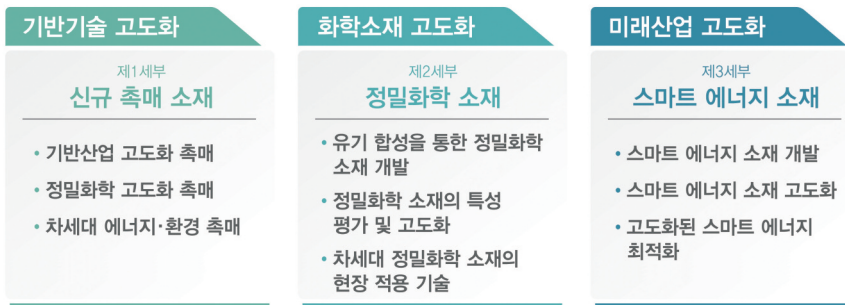 기반기술 고도화
제1세부
신규 촉매 소재
• 기반산업 고도화 촉매
• 정밀화학 고도화 촉매
• 차세대 에너지·환경 촉매
화학소재 고도화
제2세부
정밀화학 소재
• 유기 합성을 통한 정밀화학
소재 개발
• 정밀화학 소재의 특성
평가 및 고도화
• 차세대 정밀화학 소재의
현장 적용 기술
미래산업 고도화
제3세부
스마트 에너지 소재
• 스마트 에너지 소재 개발
• 스마트 에너지 소재 고도화
• 고도화된 스마트 에너지
최적화